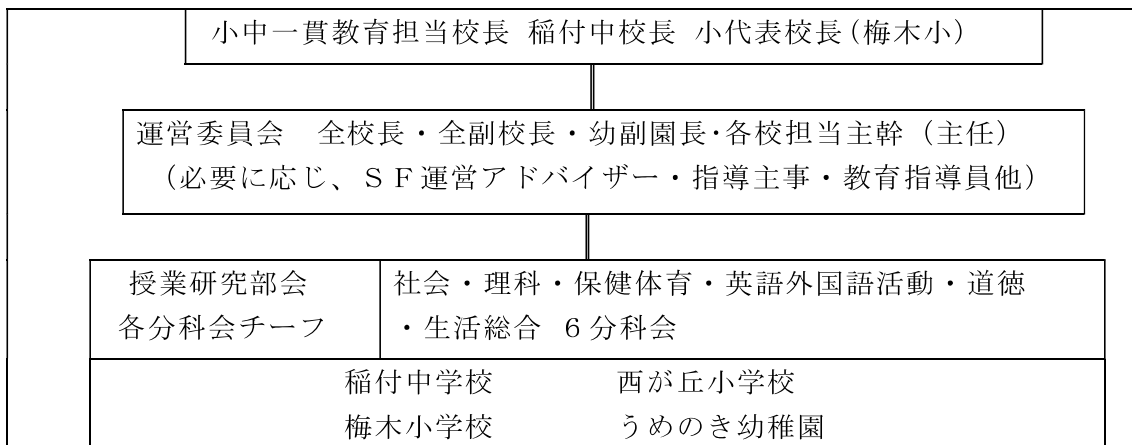 小中一貫教育担当校長 稲付中校長 小代表校長(梅木小)
運営委員会　全校長・全副校長・幼副園長・各校担当主幹（主任）
（必要に応じ、ＳＦ運営アドバイザー・指導主事・教育指導員他）
授業研究部会
各分科会チーフ
社会・理科・保健体育・英語外国語活動・道徳
・生活総合 ６分科会
稲付中学校　西が丘小学校
梅木小学校　うめのき幼稚園